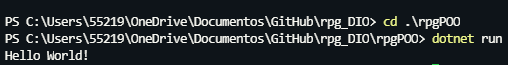 PS C:\Users\55219\OneDrive\Documentos\GitHub\rpg_DIO> cd .\rpgPOO
PS C:\Users\55219\OneDrive\Documentos\GitHub\rpg_DIO\rpgPOO> dotnet run
Hello World!